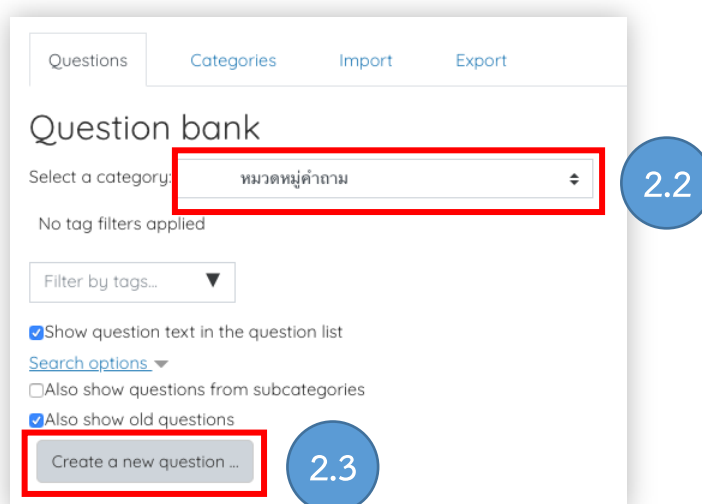 Questions Categories Import Export
Question bank
Select a category: หมวดหมู่คำถาม
2.2
No tag filters applied
Filter by tags...
Show question text in the question list
Search options
Also show questions from subcategories
Also show old questions
Create a new question ...
2.3